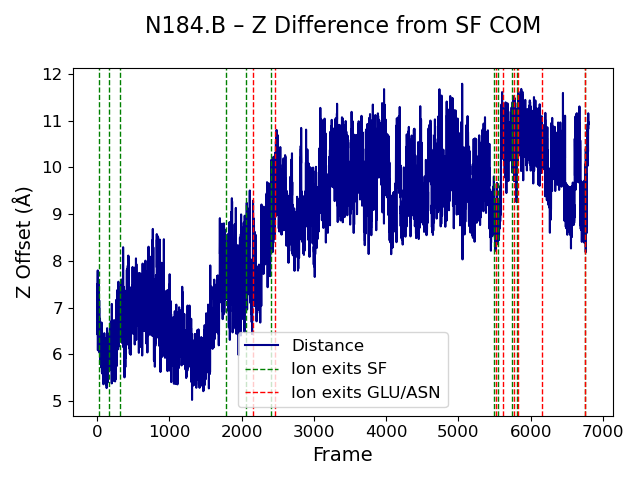 N184.B – Z Difference from SF COM
Z Offset (Å)
12
11
10
9
8
7
6
5
Distance
Ion exits SF
Ion exits GLU/ASN
0 1000 2000 3000 4000 5000 6000 7000
Frame